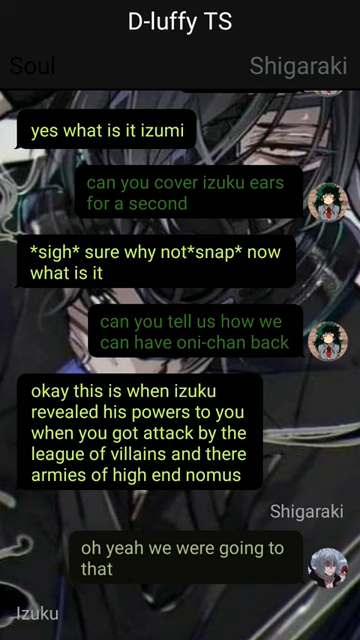 D-luffy TS
Soul
Shigaraki
yes what is it izumi
can you cover izuku ears
for a second
*sigh* sure why not*snap* now
what is it
can you tell us how we
can have oni-chan back
okay this is when izuku
revealed his powers to you
when you got attack by the
league of villains and there
armies of high end nomus
Shigaraki
oh yeah we were going to
that
Izuku